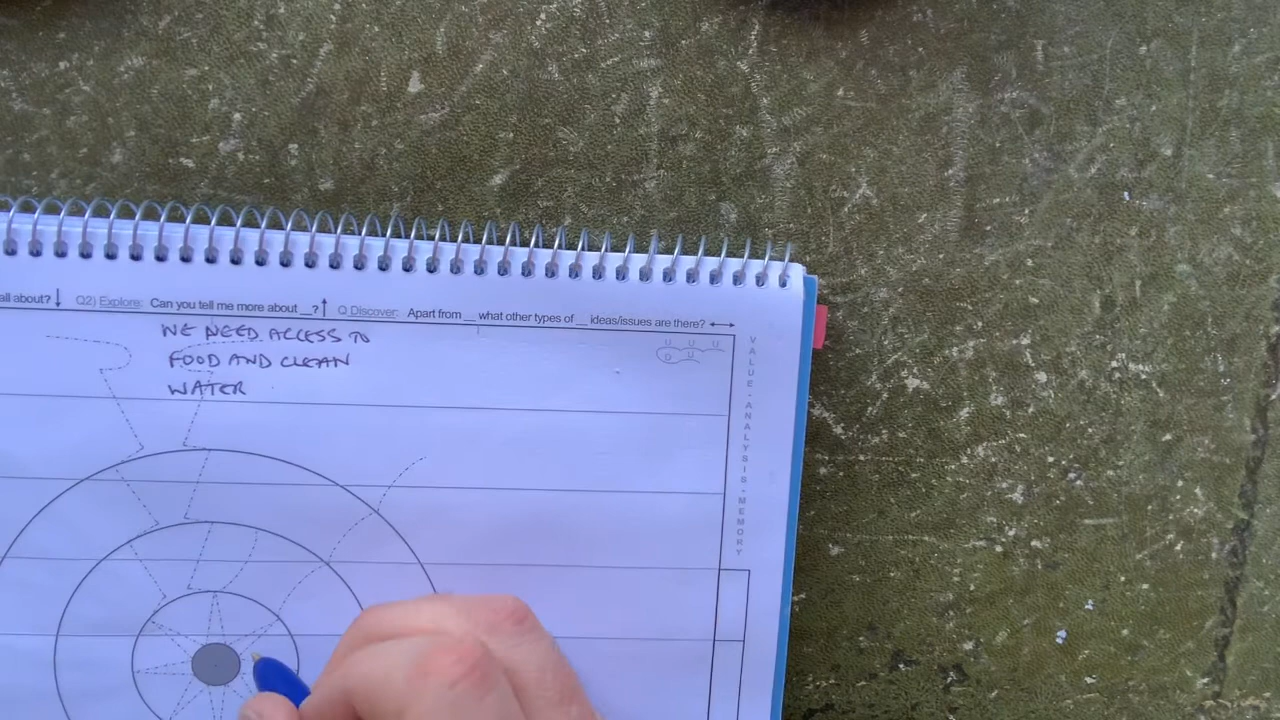 all about? Q2) Explore: Can you tell me more about __? Q Discover: Apart from __ what other types of __ ideas/issues are there?
WE NEED ACCESS TO
FOOD AND CLEAN
WATER
U U U
D U
VALUE-ANALYSIS-MEMORY